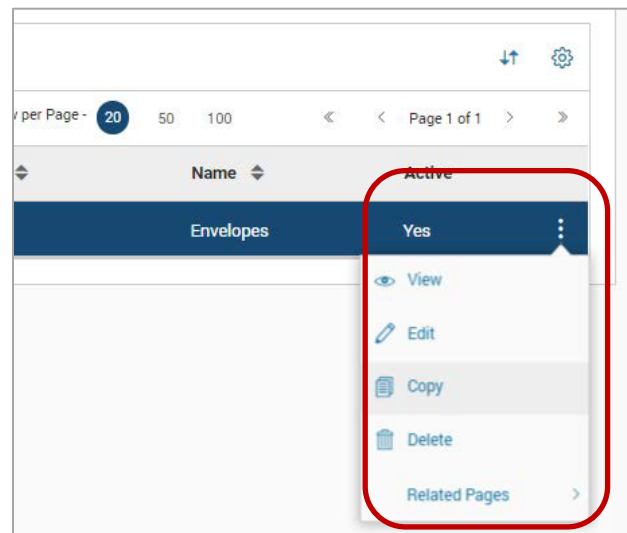 per Page - 20 50 100 Page 1 of 1
Name Active
Envelopes Yes
View
Edit
Copy
Delete
Related Pages